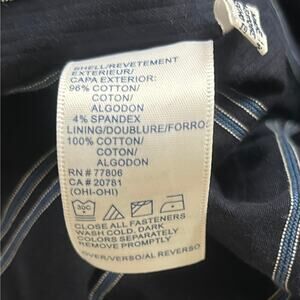 SHELL/REVETEMENT
EXTERIEUR/
CAPA EXTERIOR:
96% COTTON/
COTON/
ALGODON
4% SPANDEX
LINING/DOUBLURE/FORRO:
100% COTTON/
COTON/
ALGODON
RN # 77806
CA # 20781
(OHI-OHI)
30C
CLOSE ALL FASTENERS
WASH COLD. DARK
COLORS SEPARATELY
REMOVE PROMPTLY
OVER/VERSO/AL REVERSO